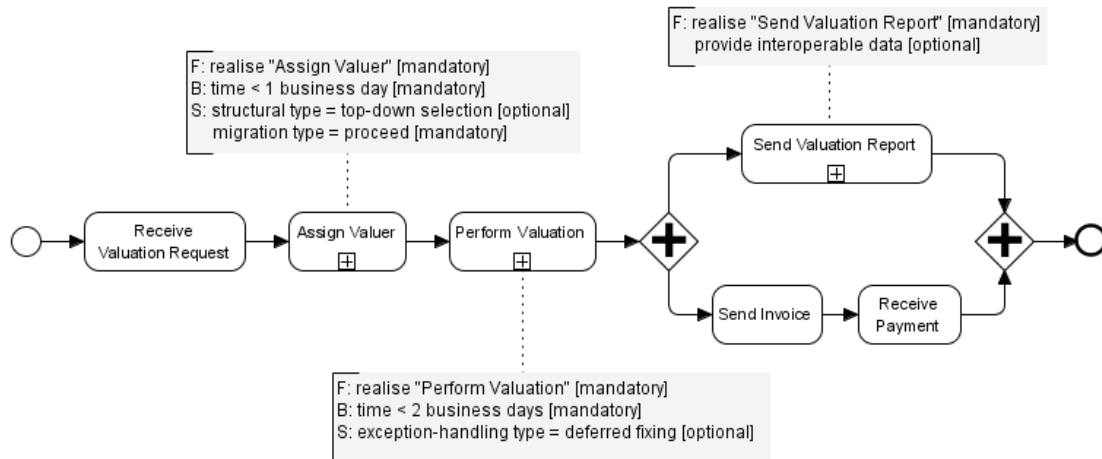 F: realise "Send Valuation Report" [mandatory]
provide interoperable data [optional]
F: realise "Assign Valuer" [mandatory]
B: time < 1 business day [mandatory]
S: structural type = top-down selection [optional]
migration type = proceed [mandatory]
Send Valuation Report
Receive
Valuation Request
Assign Valuer
Perform Valuation
Send Invoice
Receive
Payment
F: realise "Perform Valuation" [mandatory]
B: time < 2 business days [mandatory]
S: exception-handling type = deferred fixing [optional]